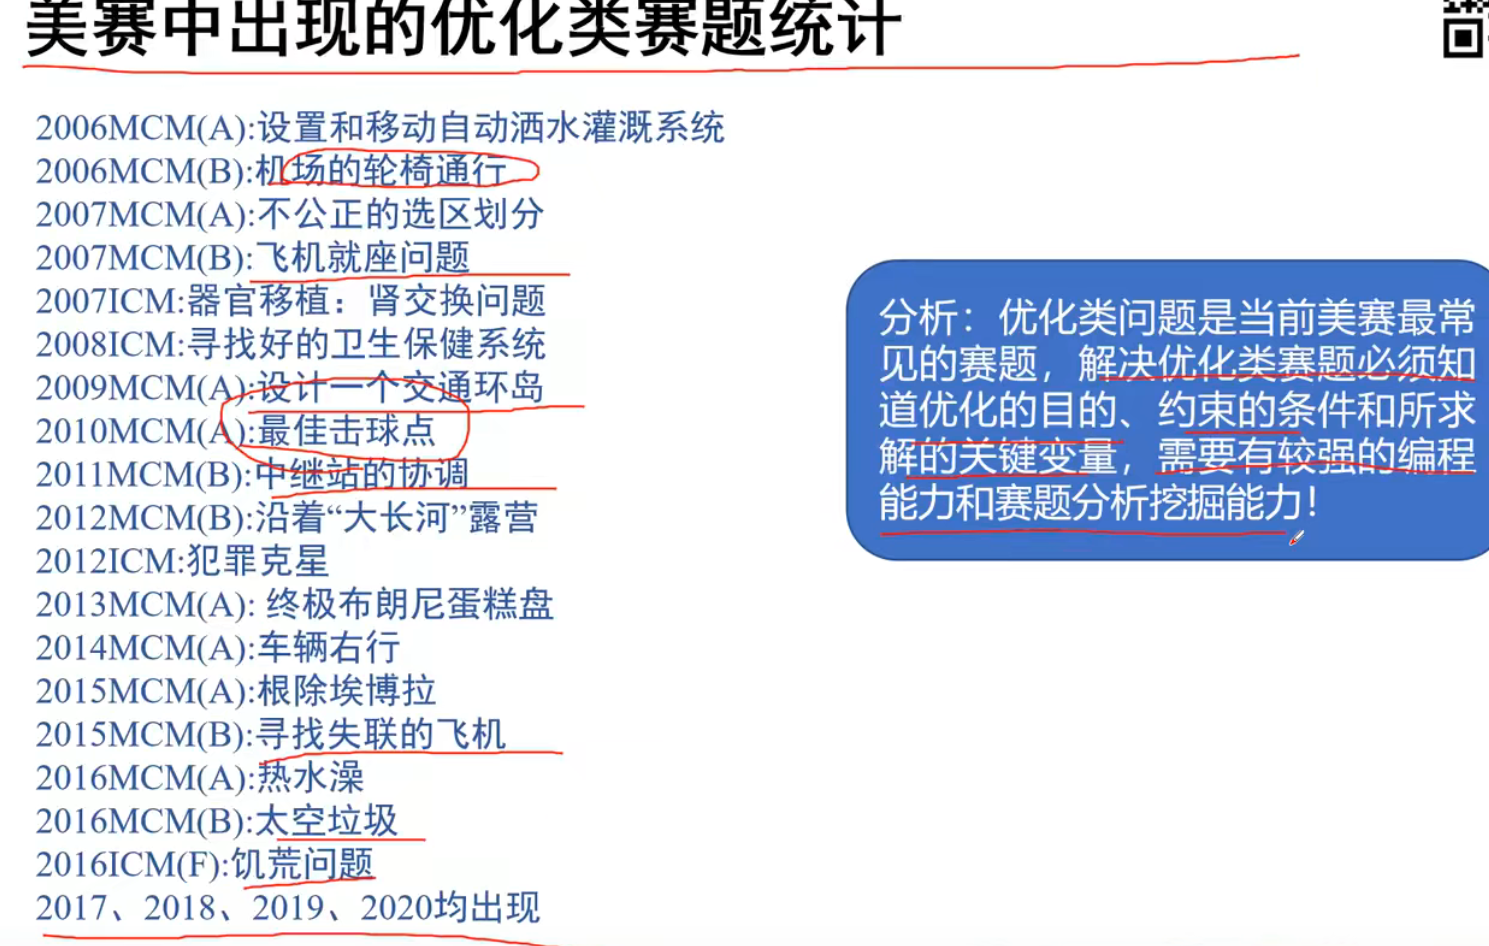 美赛中出现的优化类赛题统计
2006MCM(A):设置和移动自动洒水灌溉系统
2006MCM(B):机场的轮椅通行
2007MCM(A):不公正的选区划分
2007MCM(B):飞机就座问题
2007ICM:器官移植：肾交换问题
2008ICM:寻找好的卫生保健系统
2009MCM(A):设计一个交通环岛
2010MCM(A):最佳击球点
2011MCM(B):中继站的协调
2012MCM(B):沿着“大长河”露营
2012ICM:犯罪克星
2013MCM(A): 终极布朗尼蛋糕盘
2014MCM(A):车辆右行
2015MCM(A):根除埃博拉
2015MCM(B):寻找失联的飞机
2016MCM(A):热水澡
2016MCM(B):太空垃圾
2016ICM(F):饥荒问题
2017、2018、2019、2020均出现
分析：优化类问题是当前美赛最常
见的赛题，解决优化类赛题必须知
道优化的目的、约束的条件和所求
解的关键变量，需要有较强的编程
能力和赛题分析挖掘能力！